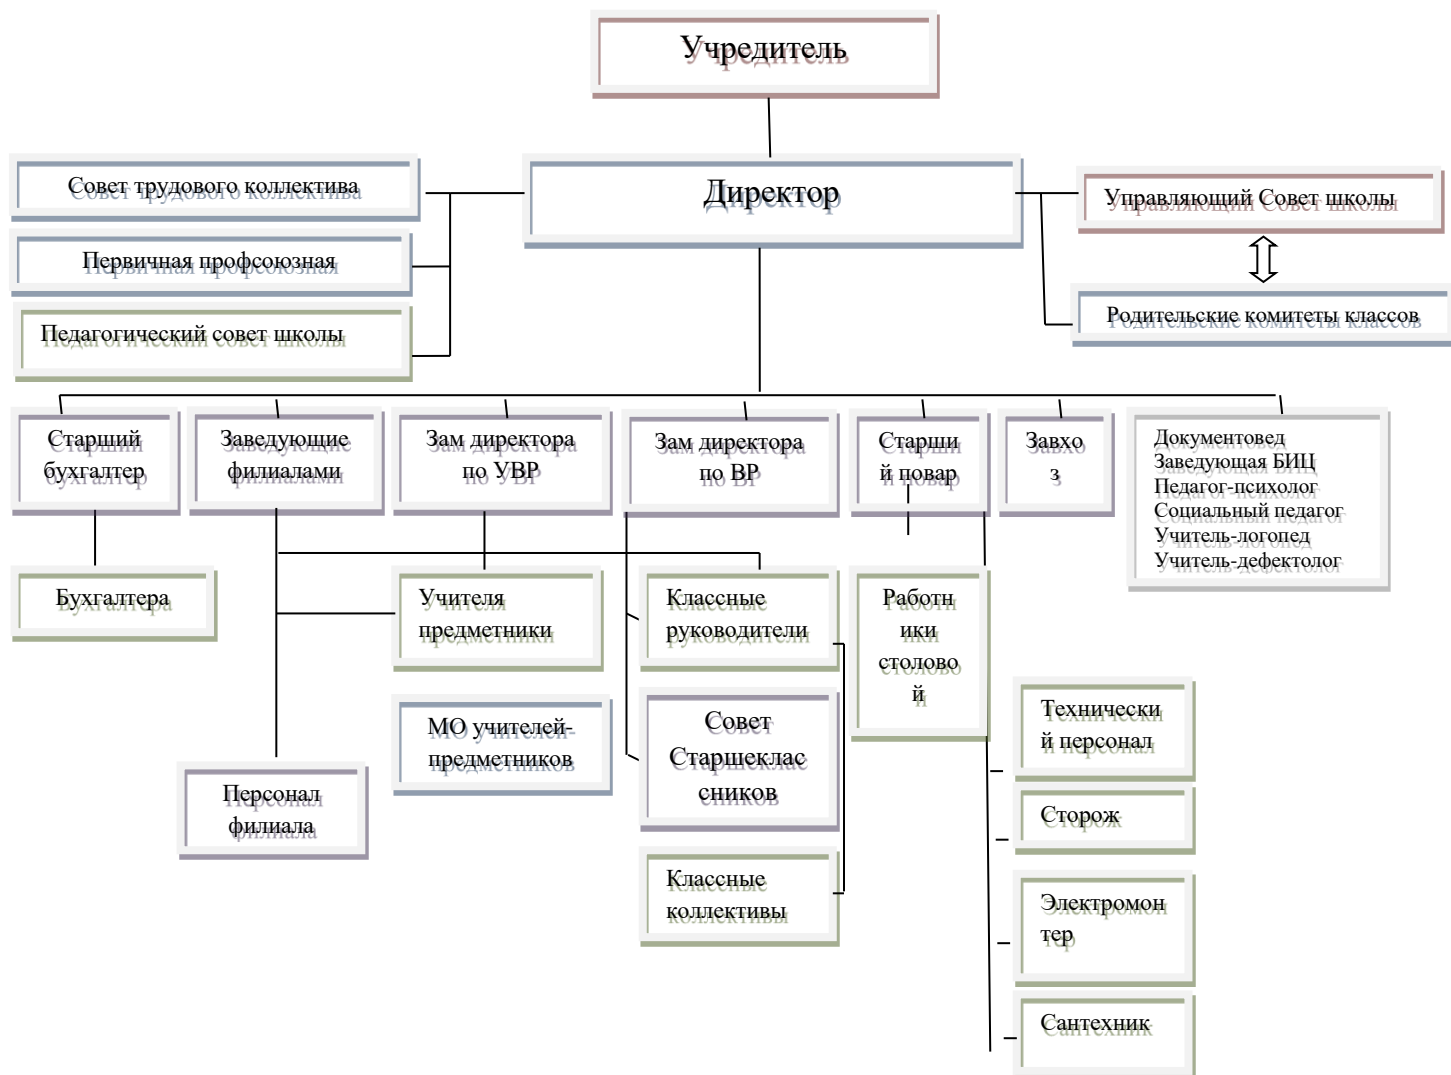 Учредитель
Совет трудового коллектива
Директор
Управляющий Совет школы
Первичная профсоюзная
Педагогический совет школы
Родительские комитеты классов
Старший
бухгалтер
Заведующие
филиалами
Зам директора
по УВР
Зам директора
по ВР
Старши
й повар
Завхо
з
Документовед
Заведующая БИЦ
Педагог-психолог
Социальный педагог
Учитель-логопед
Учитель-дефектолог
Бухгалтера
Учителя
предметники
Классные
руководители
Работн
ики
столово
й
МО учителей-
предметников
Совет
Старшеклас
сников
Технически
й персонал
Персонал
филиала
Сторож
Классные
коллективы
Электромон
тер
Сантехник